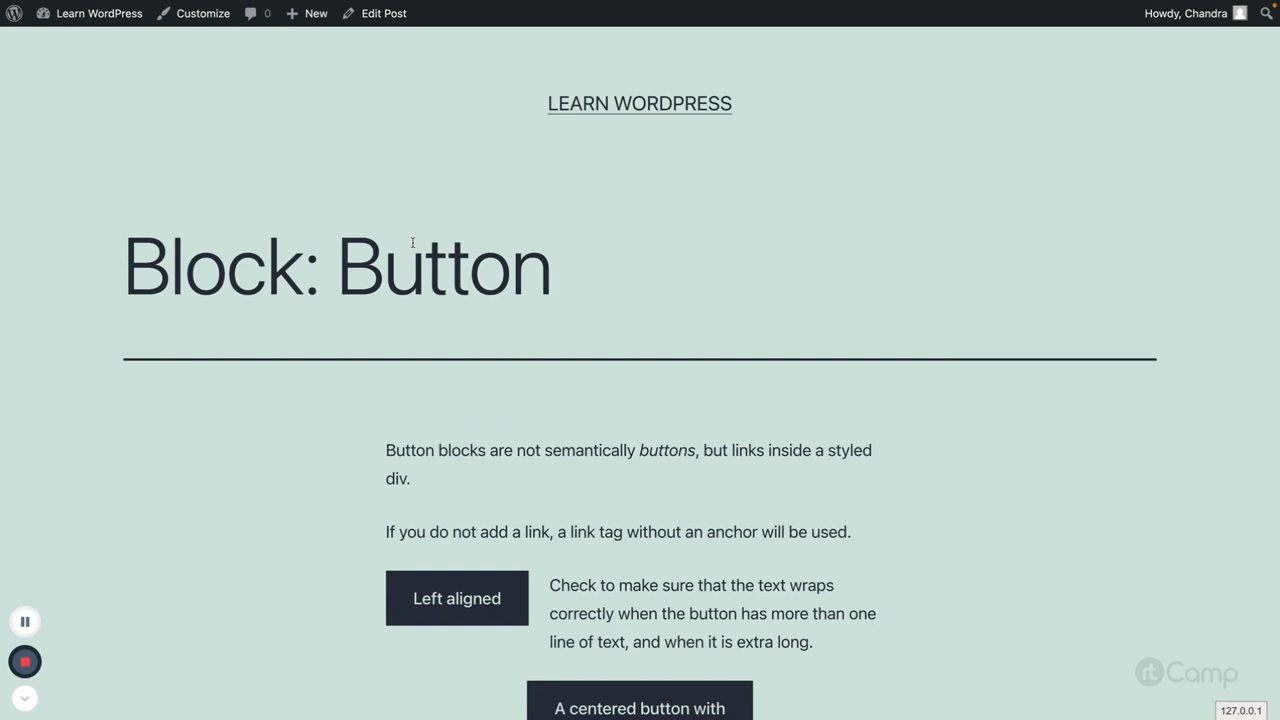 Learn WordPress Customize 0 New Edit Post Howdy, Chandra
LEARN WORDPRESS
Block: Button
Button blocks are not semantically buttons, but links inside a styled
div.
If you do not add a link, a link tag without an anchor will be used.
Left aligned
Check to make sure that the text wraps
correctly when the button has more than one
line of text, and when it is extra long.
A centered button with
rtCamp
127.0.0.1